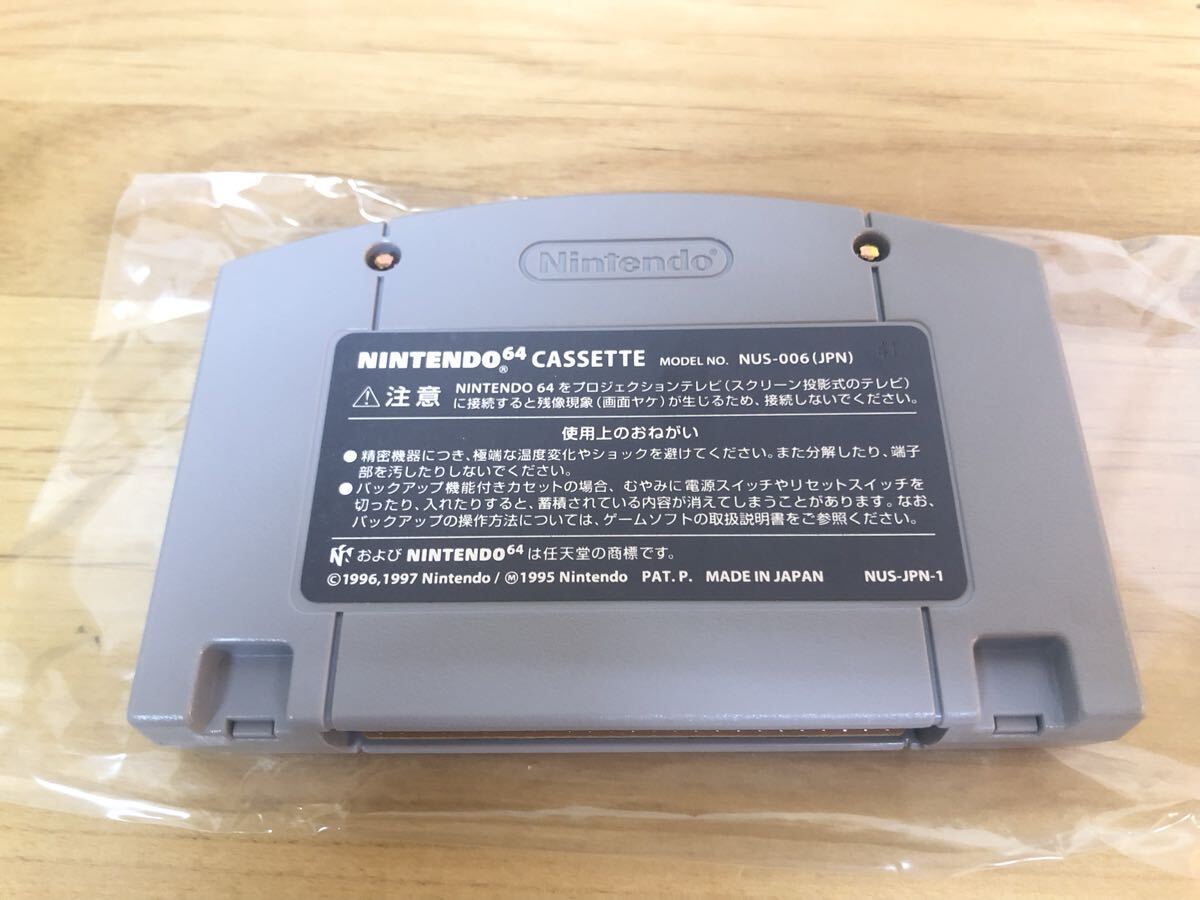 Nintendo®
NINTENDO64® CASSETTE MODEL NO. NUS-006(JPN)
⚠注意 NINTENDO 64 をプロジェクションテレビ(スクリーン投影式のテレビ)
に接続すると残像現象(画面ヤケ)が生じるため、接続しないでください。
使用上のおねがい
●精密機器につき、極端な温度変化やショックを避けてください。また分解したり、端子
部を汚したりしないでください。
●バックアップ機能付きカセットの場合、むやみに電源スイッチやリセットスイッチを
切ったり、入れたりすると、蓄積されている内容が消えてしまうことがあります。なお、
バックアップの操作方法については、ゲームソフトの取扱説明書をご参照ください。
および NINTENDO64 は任天堂の商標です。
©1996,1997 Nintendo / Ⓜ1995 Nintendo PAT. P. MADE IN JAPAN NUS-JPN-1